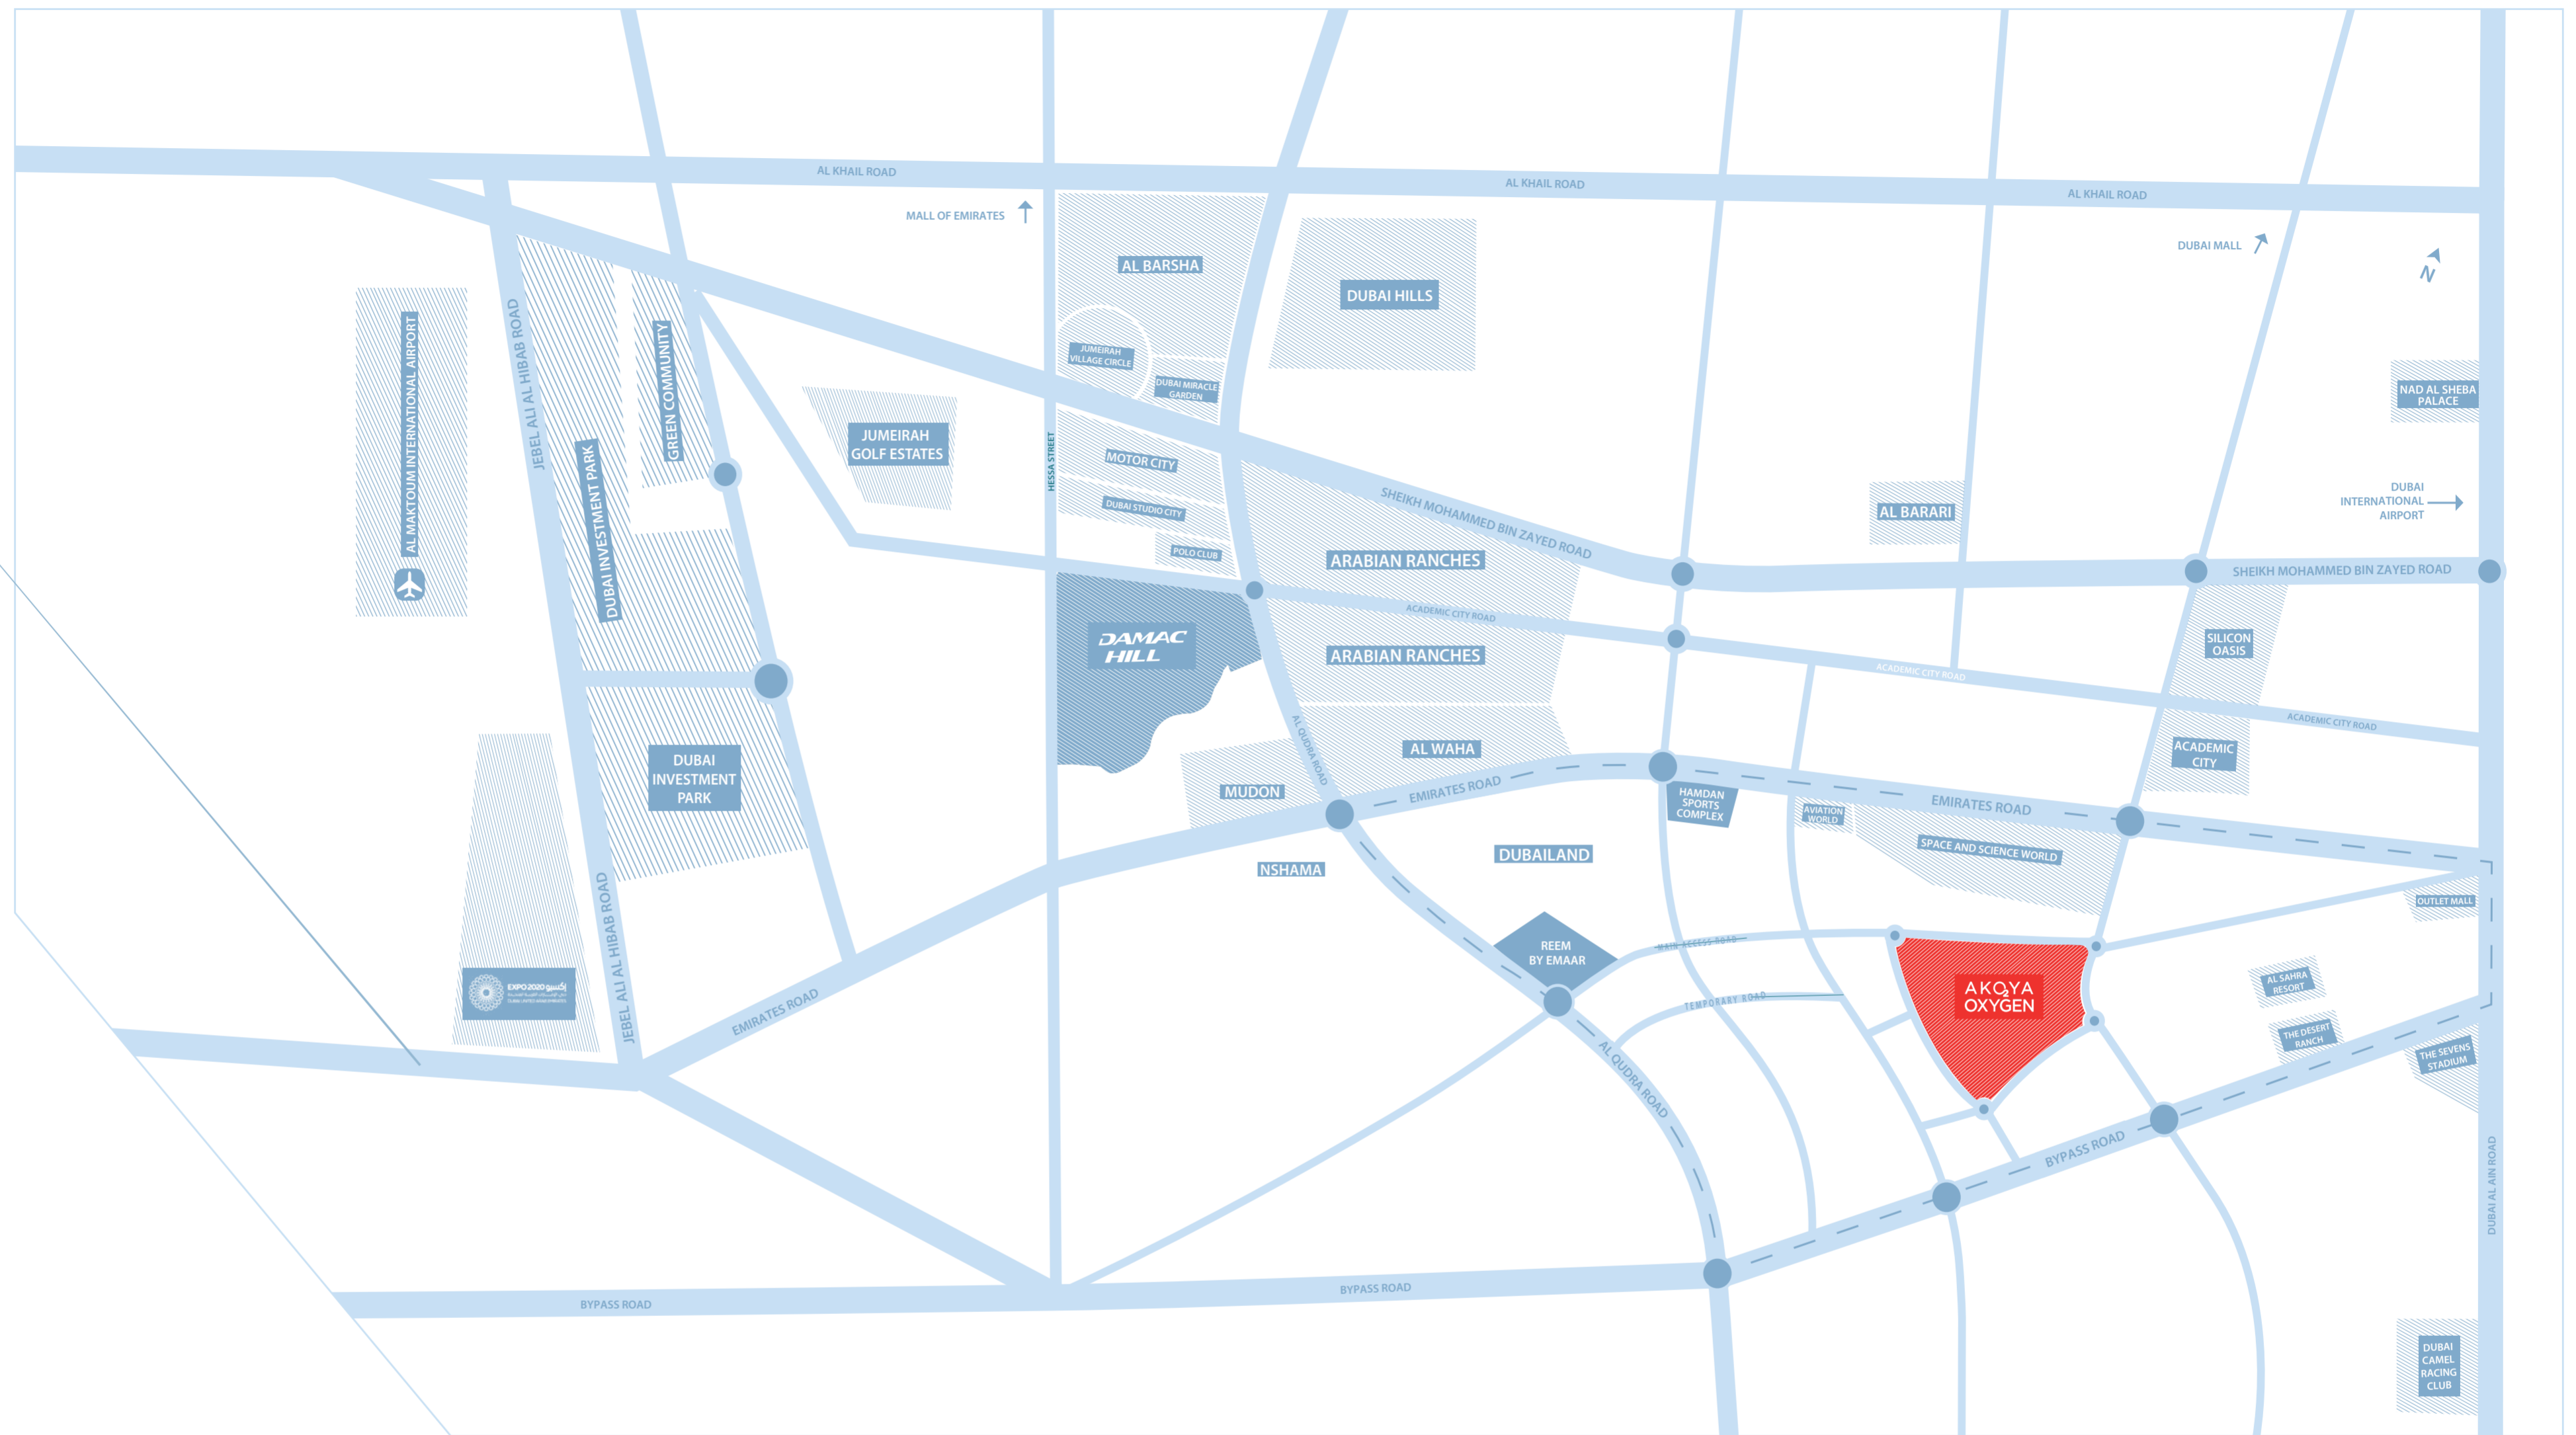 AL KHAIL ROAD
AL KHAIL ROAD
AL KHAIL ROAD
MALL OF EMIRATES
DUBAI MALL
N
AL BARSHA
DUBAI HILLS
JUMEIRAH
VILLAGE CIRCLE
DUBAI MIRACLE
GARDEN
NAD AL SHEBA
PALACE
AL MAKTOUM INTERNATIONAL AIRPORT
JEBEL ALI AL HIBAB ROAD
GREEN COMMUNITY
DUBAI INVESTMENT PARK
JUMEIRAH
GOLF ESTATES
HESSA STREET
MOTOR CITY
DUBAI STUDIO CITY
POLO CLUB
SHEIKH MOHAMMED BIN ZAYED ROAD
AL BARARI
DUBAI
INTERNATIONAL
AIRPORT
SHEIKH MOHAMMED BIN ZAYED ROAD
ARABIAN RANCHES
ACADEMIC CITY ROAD
ARABIAN RANCHES
DAMAC
HILL
ACADEMIC CITY ROAD
SILICON
OASIS
ACADEMIC CITY ROAD
ACADEMIC
CITY
AL QUDRA ROAD
AL WAHA
MUDON
DUBAI
INVESTMENT
PARK
EMIRATES ROAD
HAMDAN
SPORTS
COMPLEX
AVIATION
WORLD
EMIRATES ROAD
SPACE AND SCIENCE WORLD
NSHAMA
DUBAILAND
OUTLET MALL
REEM
BY EMAAR
MAIN ACCESS ROAD
TEMPORARY ROAD
AKO2YA
OXYGEN
AL SAHRA
RESORT
THE DESERT
RANCH
THE SEVENS
STADIUM
EXPO 2020 إكسبو
JEBEL ALI AL HIBAB ROAD
EMIRATES ROAD
AL QUDRA ROAD
BYPASS ROAD
DUBAI AL AIN ROAD
BYPASS ROAD
BYPASS ROAD
DUBAI
CAMEL
RACING
CLUB